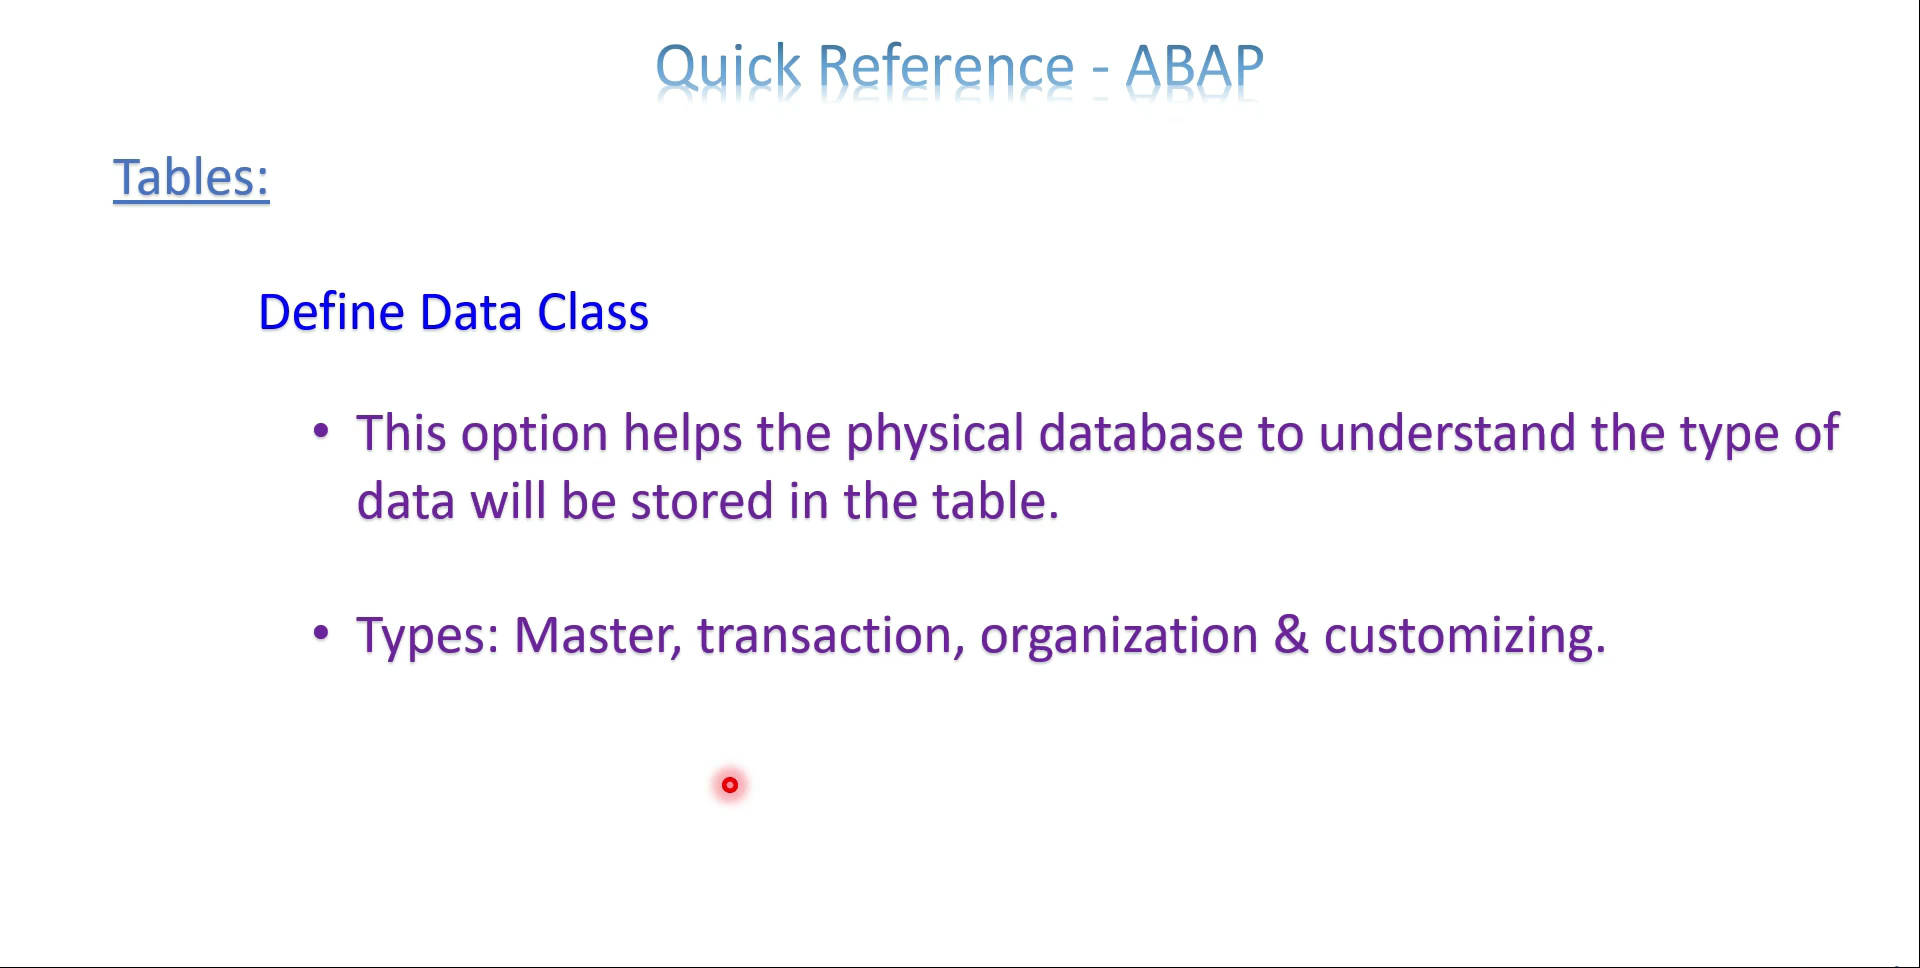 Quick Reference - ABAP
Tables:
Define Data Class
• This option helps the physical database to understand the type of
data will be stored in the table.
• Types: Master, transaction, organization & customizing.